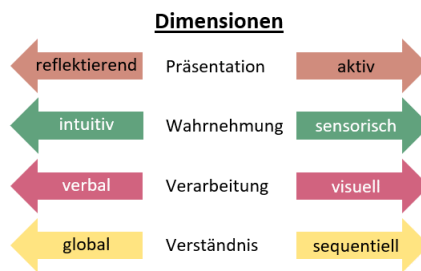 Dimensionen
reflektierend Präsentation aktiv
intuitiv Wahrnehmung sensorisch
verbal Verarbeitung visuell
global Verständnis sequentiell